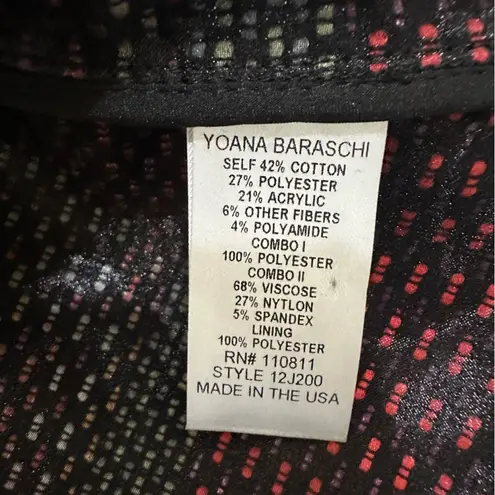 YOANA BARASCHI
SELF 42% COTTON
27% POLYESTER
21% ACRYLIC
6% OTHER FIBERS
4% POLYAMIDE
COMBO I
100% POLYESTER
COMBO II
68% VISCOSE
27% NYTLON
5% SPANDEX
LINING
100% POLYESTER
RN# 110811
STYLE 12J200
MADE IN THE USA